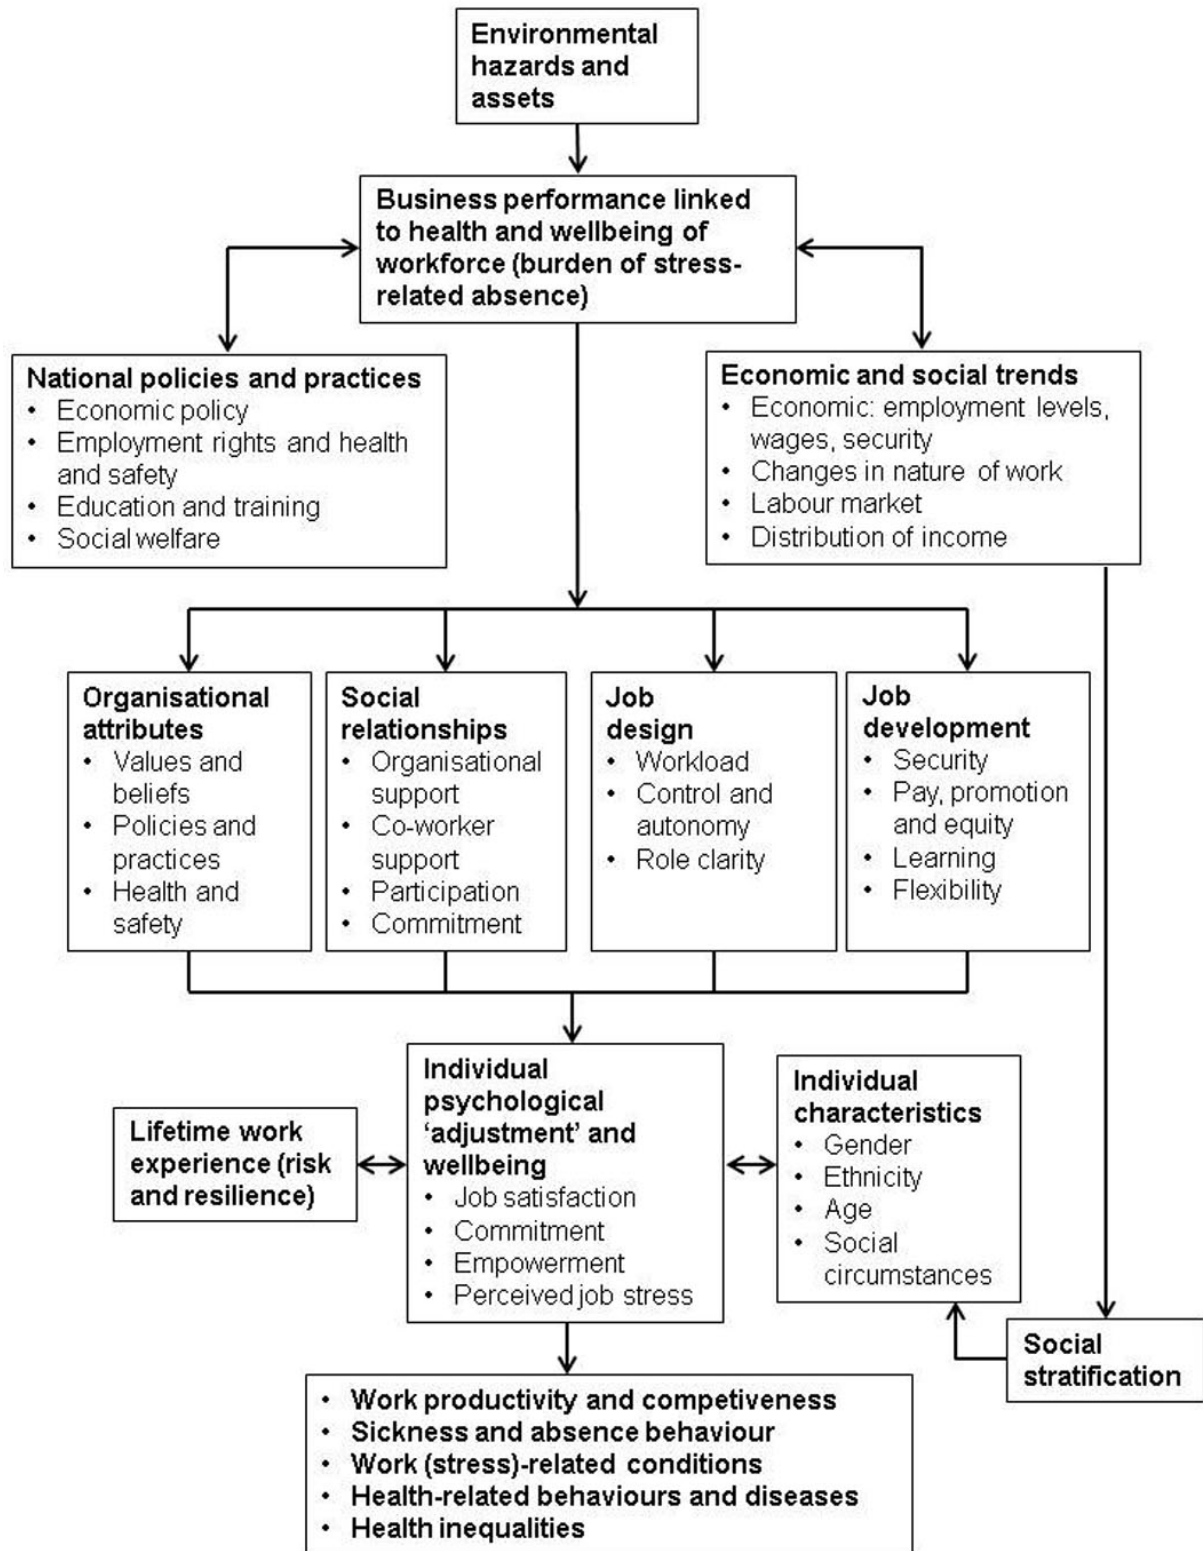 Environmental
hazards and
assets
Business performance linked
to health and wellbeing of
workforce (burden of stress-
related absence)
National policies and practices
• Economic policy
• Employment rights and health
and safety
• Education and training
• Social welfare
Economic and social trends
• Economic: employment levels,
wages, security
• Changes in nature of work
• Labour market
• Distribution of income
Organisational
attributes
• Values and
beliefs
• Policies and
practices
• Health and
safety
Social
relationships
• Organisational
support
• Co-worker
support
• Participation
• Commitment
Job
design
• Workload
• Control and
autonomy
• Role clarity
Job
development
• Security
• Pay, promotion
and equity
• Learning
• Flexibility
Lifetime work
experience (risk
and resilience)
Individual
psychological
‘adjustment’ and
wellbeing
• Job satisfaction
• Commitment
• Empowerment
• Perceived job stress
Individual
characteristics
• Gender
• Ethnicity
• Age
• Social
circumstances
Social
stratification
• Work productivity and competiveness
• Sickness and absence behaviour
• Work (stress)-related conditions
• Health-related behaviours and diseases
• Health inequalities